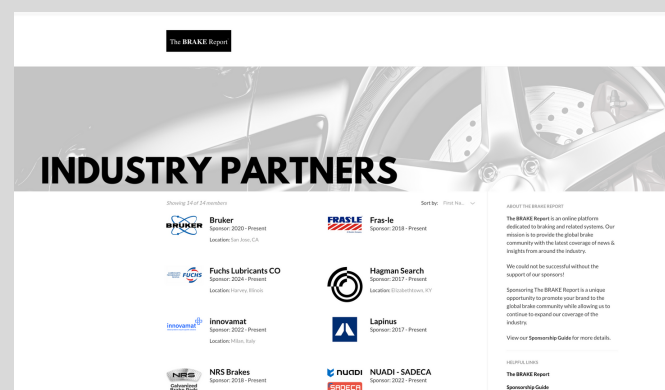 The BRAKE Report
INDUSTRY PARTNERS
Showing 14 of 14 members
Sort by: First Na...
BRUKER
Bruker
Sponsor: 2020 - Present
Location: San Jose, CA
FRAS-LE
Fras-le
Sponsor: 2018 - Present
FUCHS
Fuchs Lubricants CO
Sponsor: 2024 - Present
Location: Harvey, Illinois
Hagman Search
Sponsor: 2017 - Present
Location: Elizabethtown, KY
innovamat
innovamat
Sponsor: 2022 - Present
Location: Milan, Italy
Lapinus
Sponsor: 2017 - Present
NRS
Galvanized
Brake Pads
NRS Brakes
Sponsor: 2018 - Present
NUADI
SADECA
NUADI - SADECA
Sponsor: 2022 - Present
ABOUT THE BRAKE REPORT
The BRAKE Report is an online platform
dedicated to braking and related systems. Our
mission is to provide the global brake
community with the latest coverage of news &
insights from around the industry.
We could not be successful without the
support of our sponsors!
Sponsoring The BRAKE Report is a unique
opportunity to promote your brand to the
global brake community while allowing us to
continue to expand our coverage of the
industry.
View our Sponsorship Guide for more details.
HELPFUL LINKS
The BRAKE Report
Sponsorship Guide